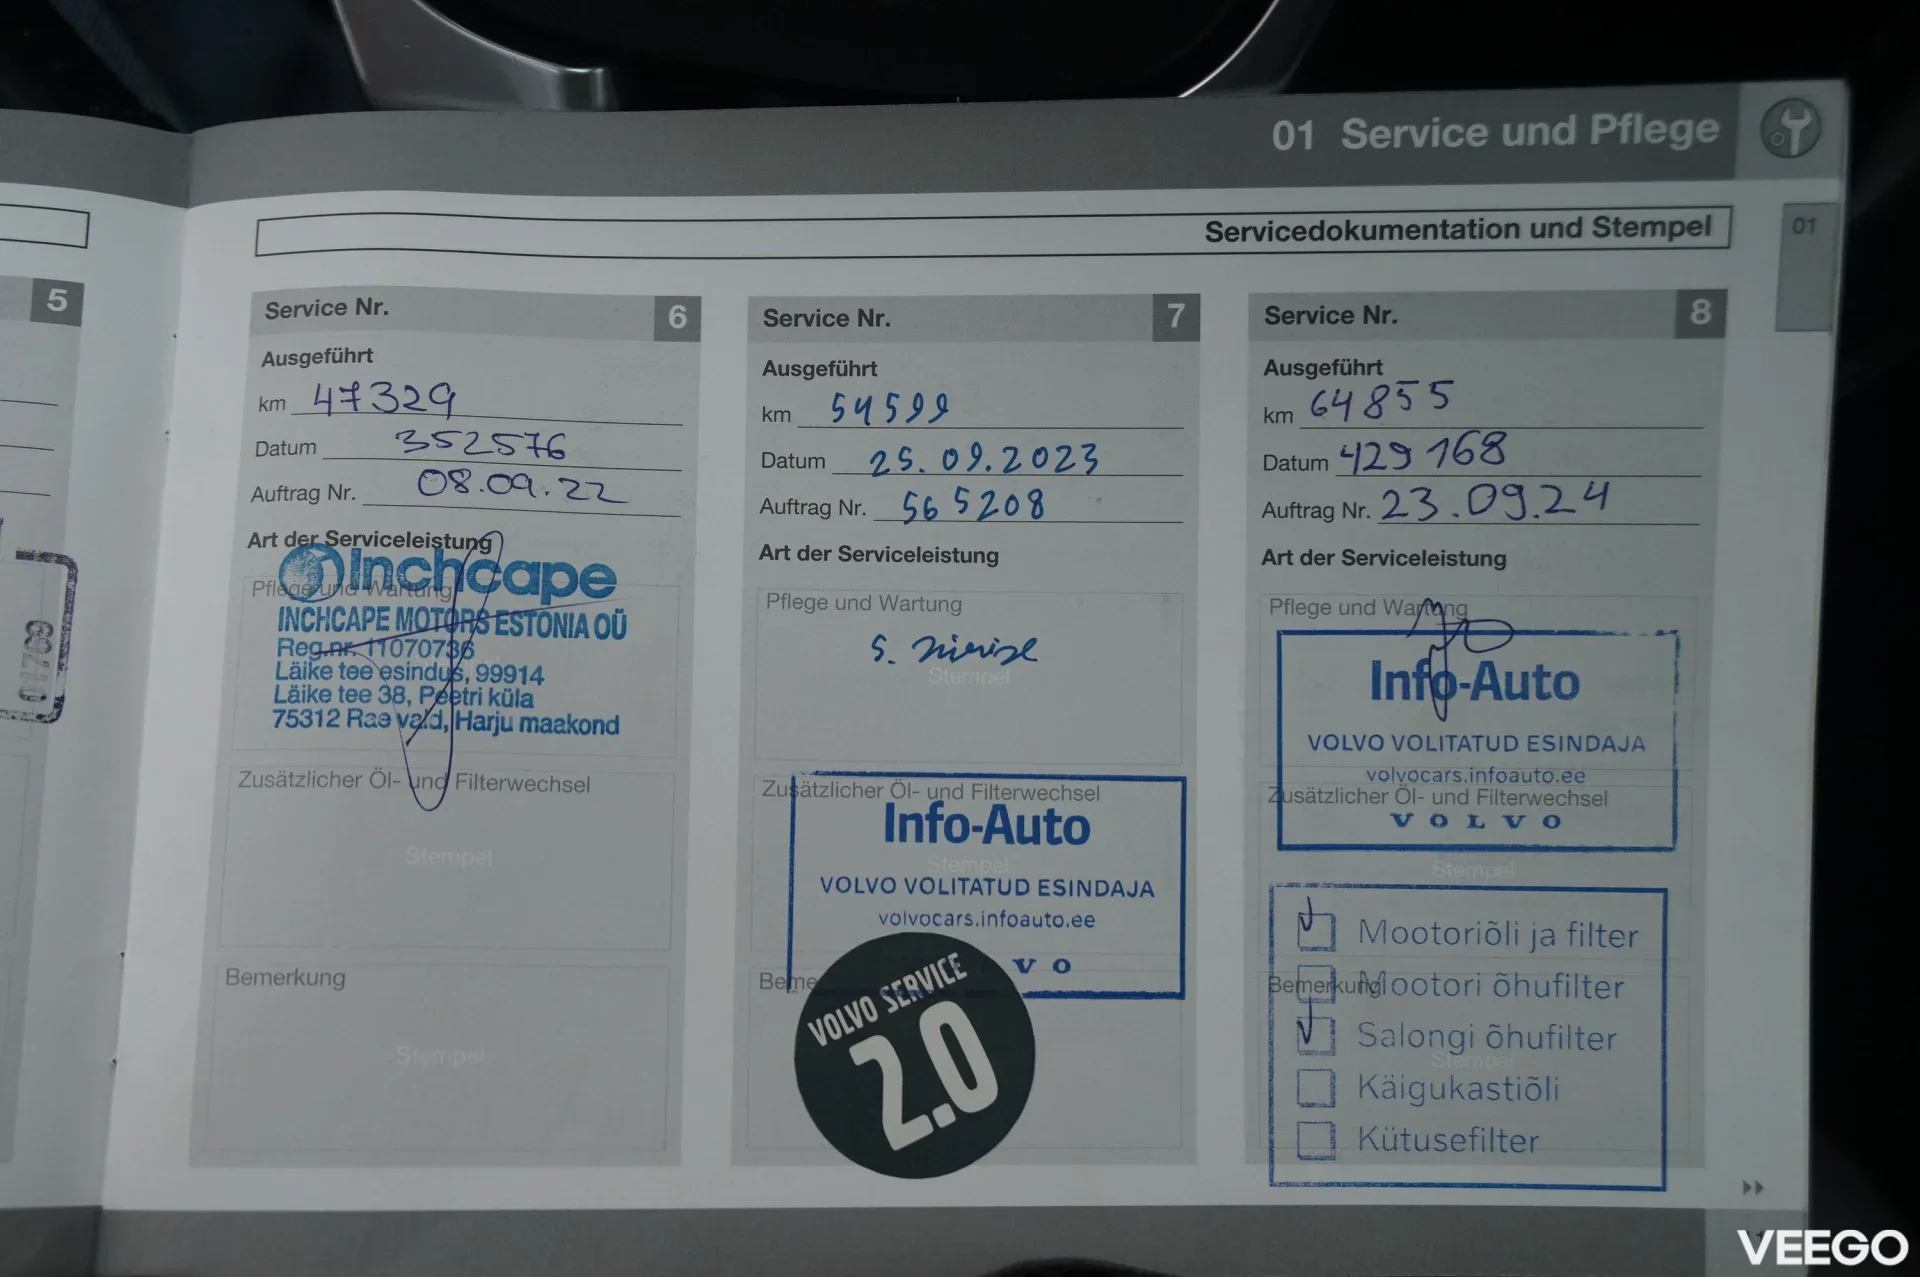 01 Service und Pflege
Servicedokumentation und Stempel
01
5
Service Nr. 6
Ausgeführt
km 47329
Datum 352576
Auftrag Nr. 08.09.22
Art der Serviceleistung
Pflege und Wartung
Inchcape
INCHCAPE MOTORS ESTONIA OÜ
Reg.nr. 11070736
Läike tee esindus, 99914
Läike tee 38, Peetri küla
75312 Rae vald, Harju maakond
Zusätzlicher Öl- und Filterwechsel
Stempel
Bemerkung
Stempel
Service Nr. 7
Ausgeführt
km 54599
Datum 25.09.2023
Auftrag Nr. 565208
Art der Serviceleistung
Pflege und Wartung
Stempel
Zusätzlicher Öl- und Filterwechsel
Info-Auto
Stempel
VOLVO VOLITATUD ESINDAJA
volvocars.infoauto.ee
VO
Beme
VOLVO SERVICE
2.0
Service Nr. 8
Ausgeführt
km 64855
Datum 429168
Auftrag Nr. 23.09.24
Art der Serviceleistung
Pflege und Wartung
Info-Auto
VOLVO VOLITATUD ESINDAJA
volvocars.infoauto.ee
Zusätzlicher Öl- und Filterwechsel
VOLVO
Stempel
Mootoriõli ja filter
Bemerkung
Mootori õhufilter
Salongi õhufilter
Stempel
Käigukastiõli
Kütusefilter
VEEGO